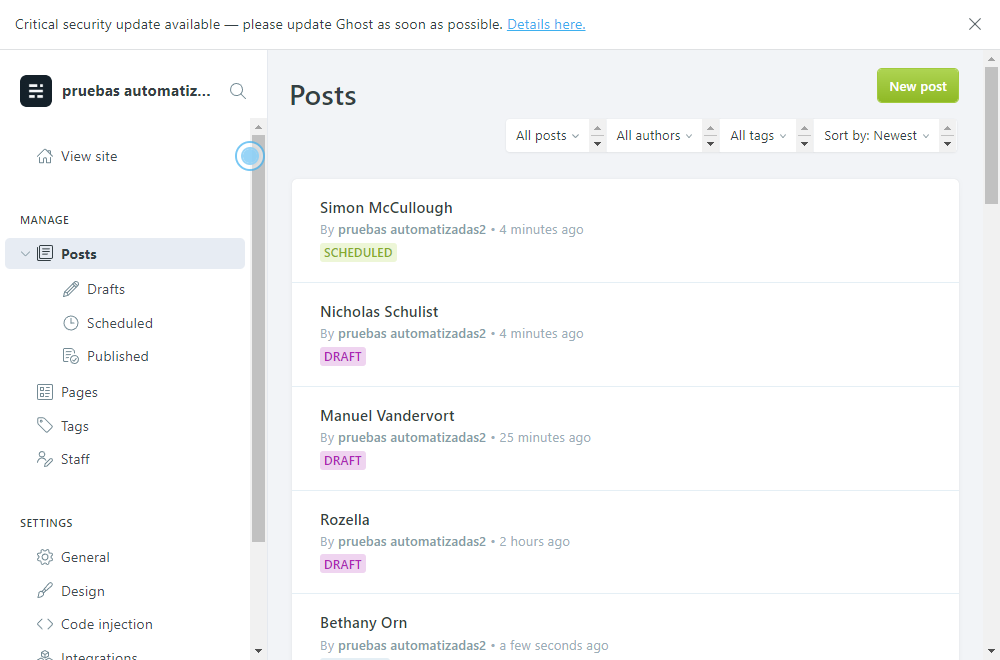 Critical security update available — please update Ghost as soon as possible. Details here.
pruebas automatiz...
View site
MANAGE
Posts
Drafts
Scheduled
Published
Pages
Tags
Staff
SETTINGS
General
Design
Code injection
Integrations
Posts
New post
All posts
All authors
All tags
Sort by: Newest
Simon McCullough
By pruebas automatizadas2 • 4 minutes ago
SCHEDULED
Nicholas Schulist
By pruebas automatizadas2 • 4 minutes ago
DRAFT
Manuel Vandervort
By pruebas automatizadas2 • 25 minutes ago
DRAFT
Rozella
By pruebas automatizadas2 • 2 hours ago
DRAFT
Bethany Orn
By pruebas automatizadas2 • a few seconds ago